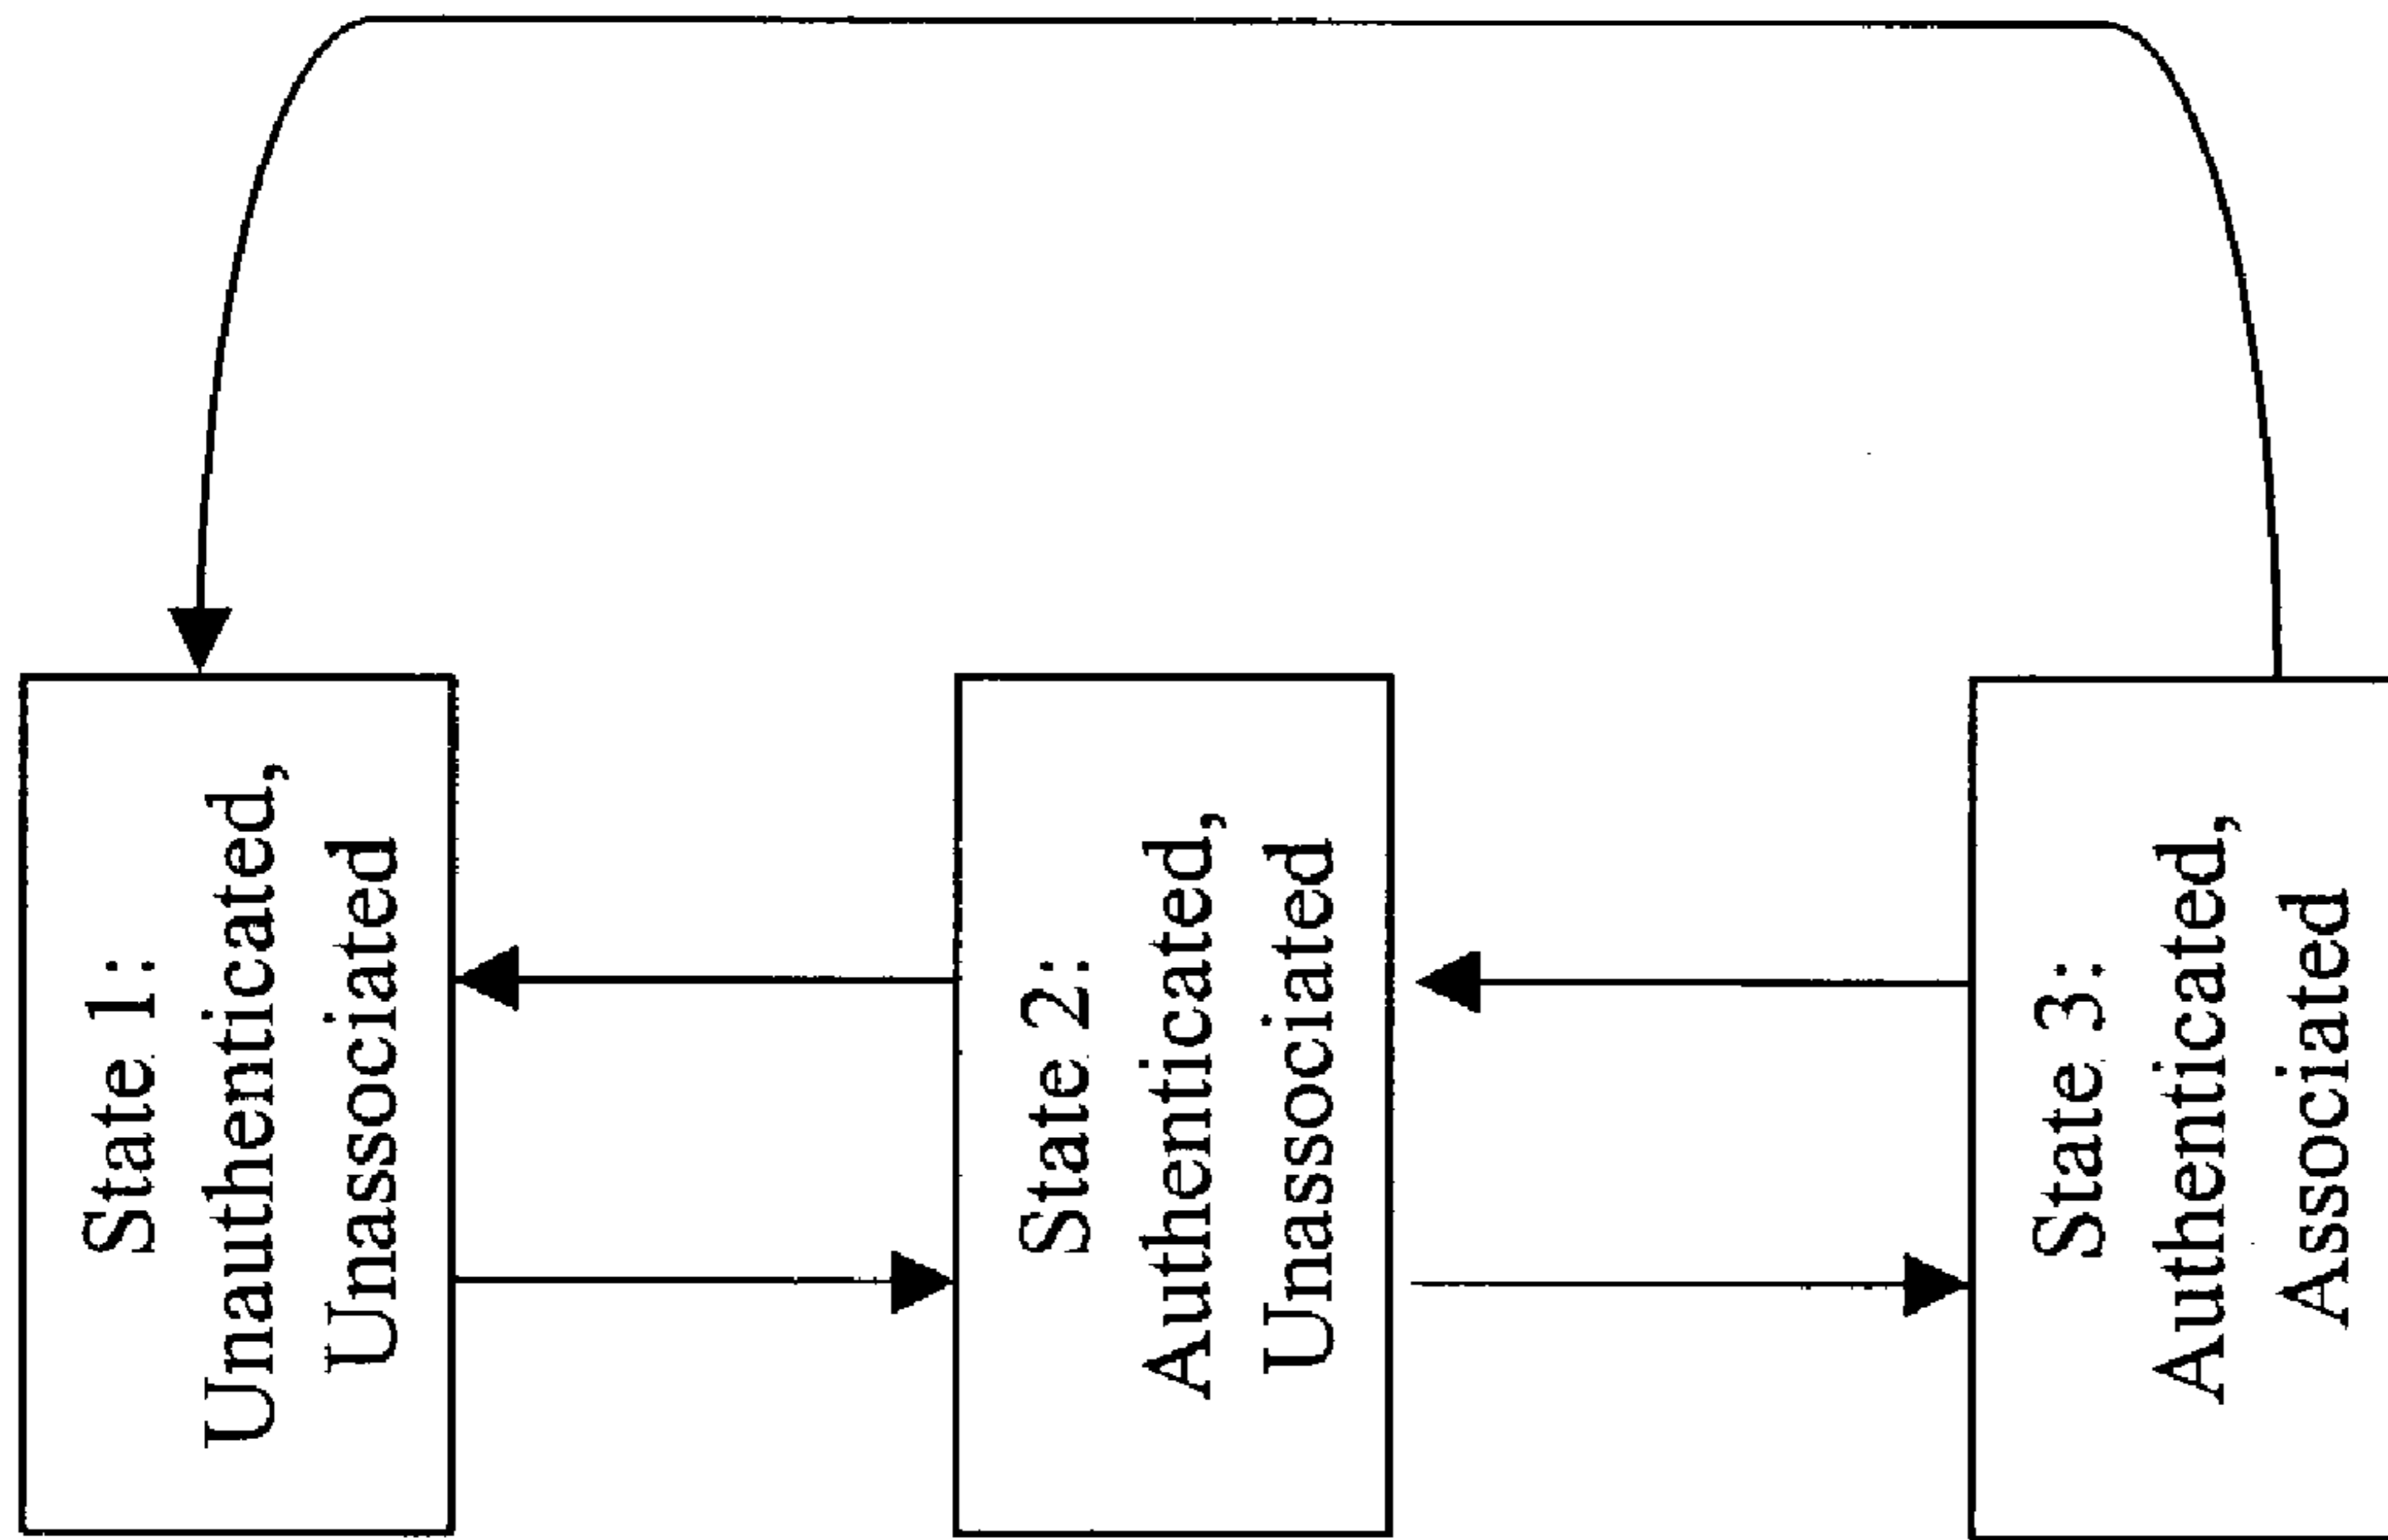 State 1:
Unauthenticated,
Unassociated
State 2:
Authenticated,
Unassociated
State 3:
Authenticated,
Associated